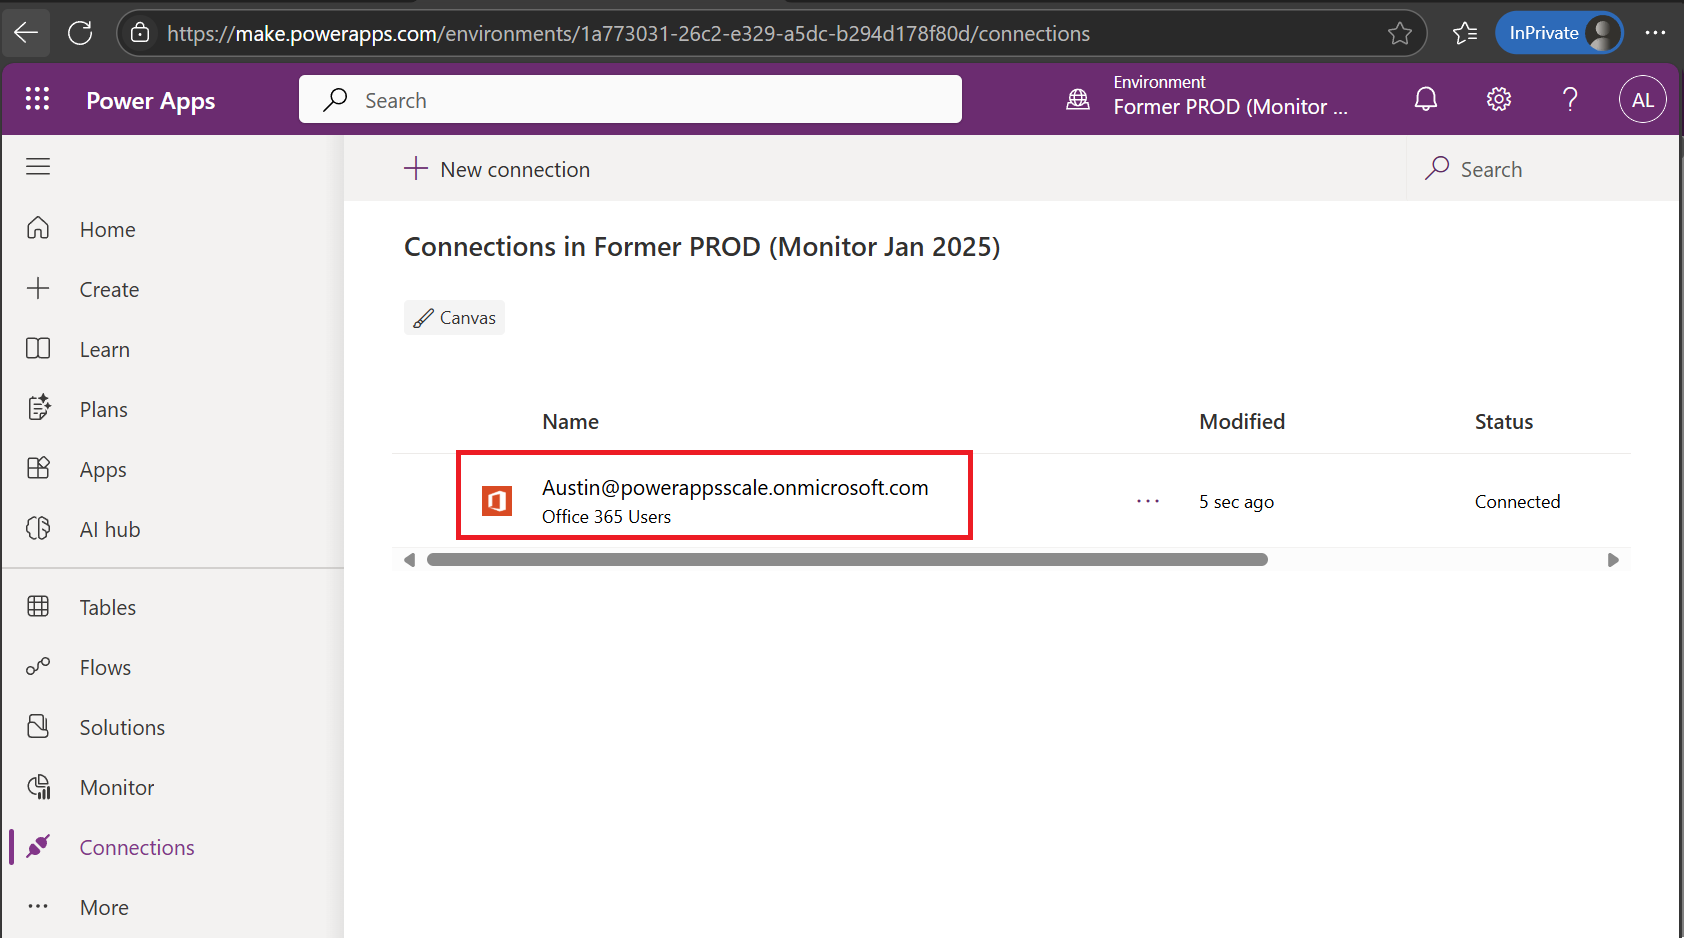 https://make.powerapps.com/environments/1a773031-26c2-e329-a5dc-b294d178f80d/connections
InPrivate
Power Apps
Search
Environment
Former PROD (Monitor ...
AL
New connection
Search
Home
Create
Learn
Plans
Apps
AI hub
Tables
Flows
Solutions
Monitor
Connections
More
Connections in Former PROD (Monitor Jan 2025)
Canvas
Name
Modified
Status
Austin@powerappsscale.onmicrosoft.com
Office 365 Users
5 sec ago
Connected